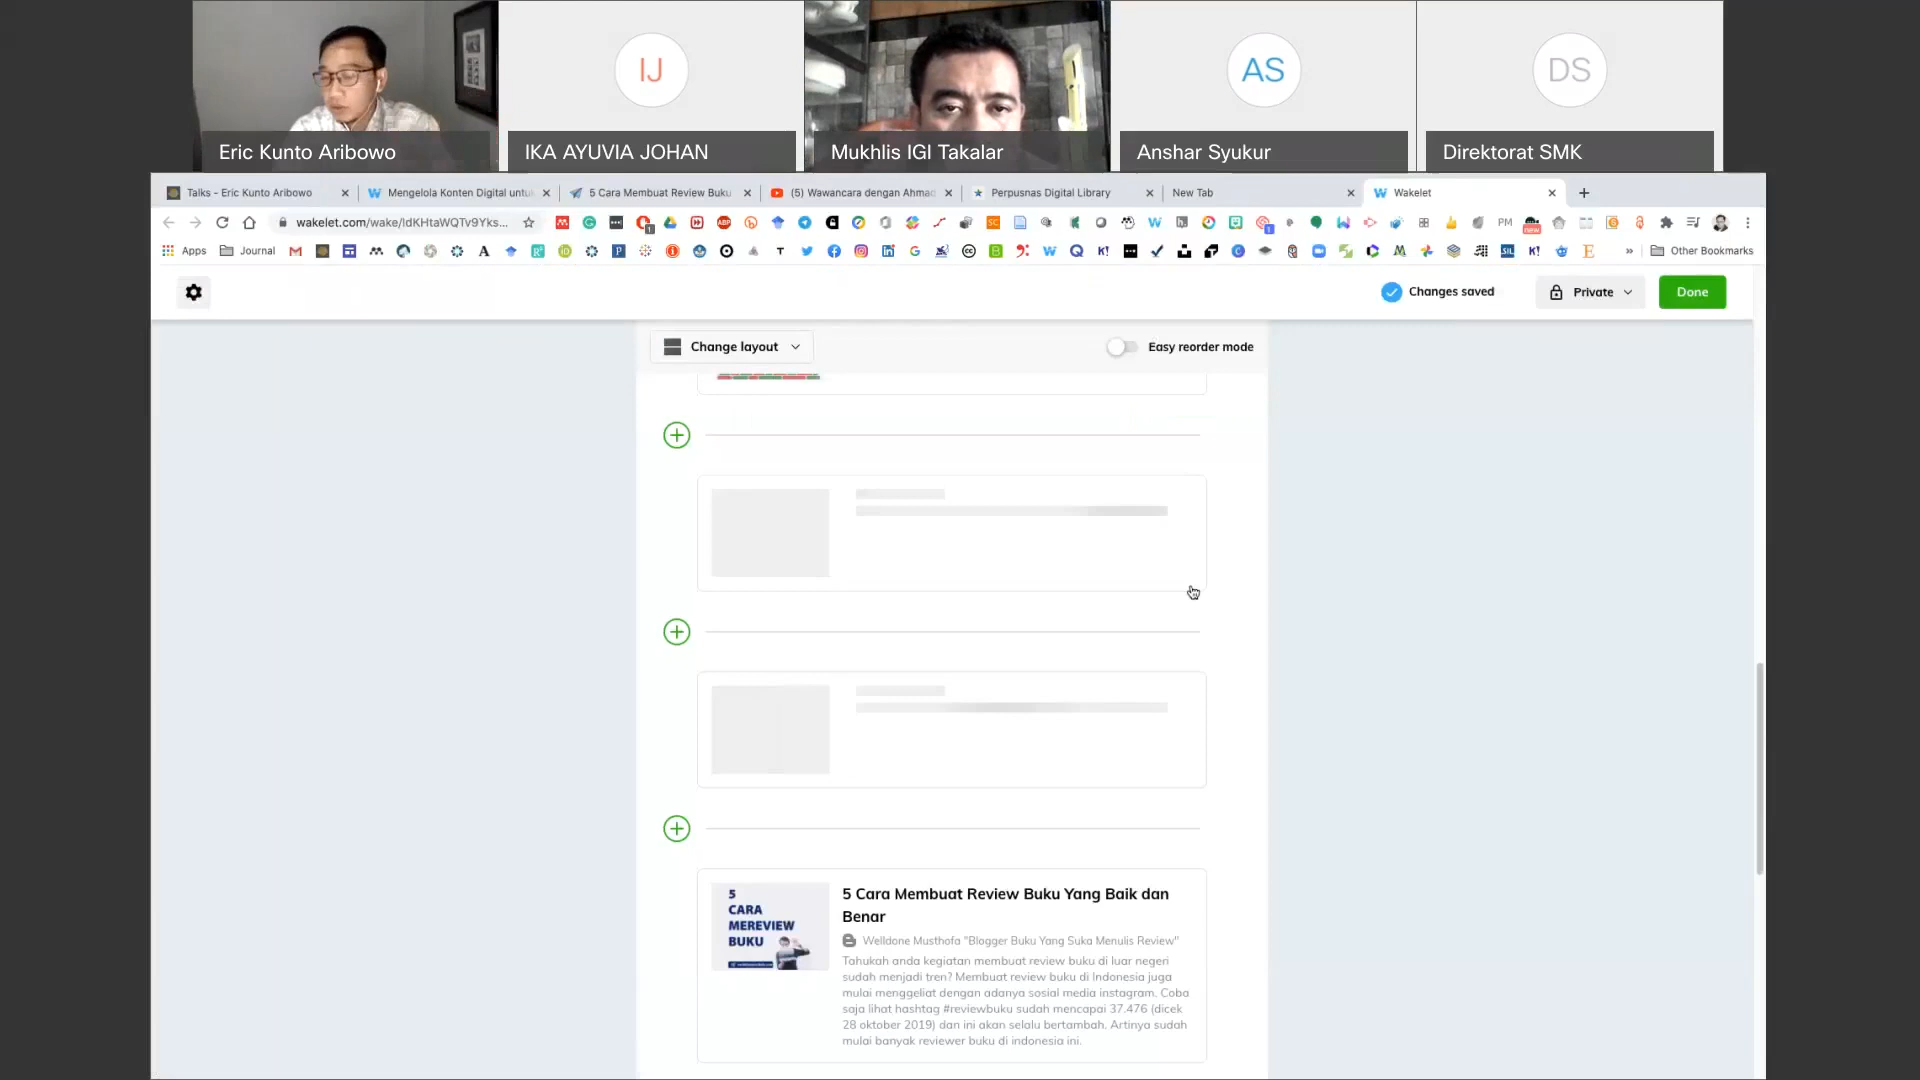 IJ
AS
DS
Eric Kunto Aribowo
IKA AYUVIA JOHAN
Mukhlis IGI Takalar
Anshar Syukur
Direktorat SMK
Talks - Eric Kunto Aribowo
Mengelola Konten Digital untu
5 Cara Membuat Review Buku
(5) Wawancara dengan Ahmad
Perpusnas Digital Library
New Tab
Wakelet
wakelet.com/wake/ldKHtaWQTv9Yks...
PM
Apps
Journal
Other Bookmarks
Changes saved
Private
Done
Change layout
Easy reorder mode
5
CARA
MEREVIEW
BUKU
5 Cara Membuat Review Buku Yang Baik dan
Benar
Welldone Musthofa "Blogger Buku Yang Suka Menulis Review"
Tahukah anda kegiatan membuat review buku di luar negeri
sudah menjadi tren? Membuat review buku di Indonesia juga
mulai menggeliat dengan adanya sosial media instagram. Coba
saja lihat hashtag #reviewbuku sudah mencapai 37.476 (dicek
28 oktober 2019) dan ini akan selalu bertambah. Artinya sudah
mulai banyak reviewer buku di indonesia ini.